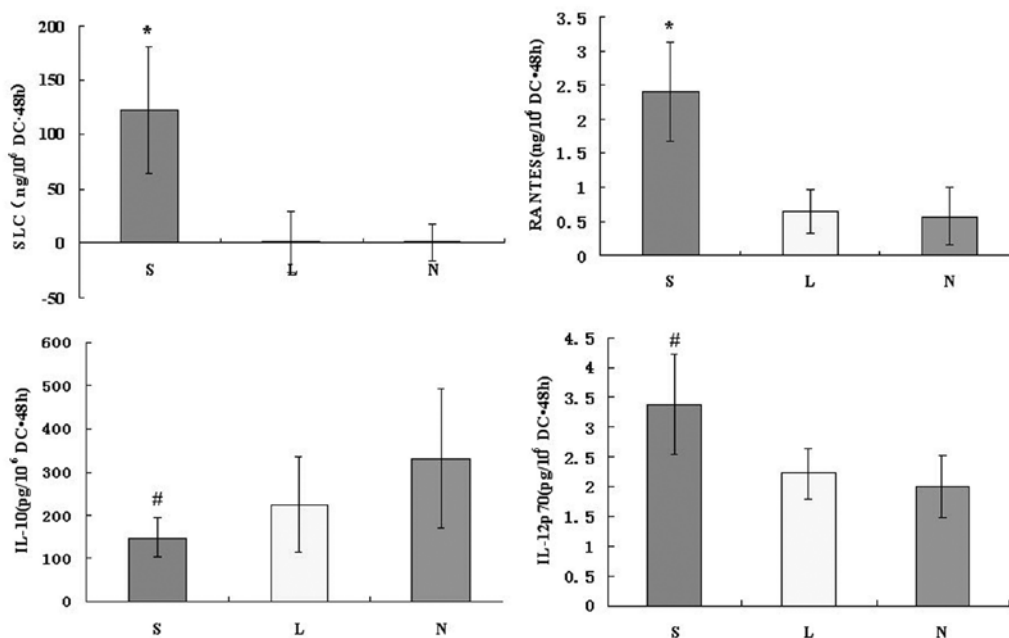 SLC ( ng/10⁶ DC·48h)
200
150
100
50
0
-50
*
S
L
N
RANTES(ng/10⁶ DC•48h)
3.5
3
2.5
2
1.5
1
0.5
0
*
S
L
N
IL-10(pg/10⁶ DC•48h)
600
500
400
300
200
100
0
#
S
L
N
IL-12p70(pg/10⁶ DC•48h)
4.5
4
3.5
3
2.5
2
1.5
1
0.5
0
#
S
L
N